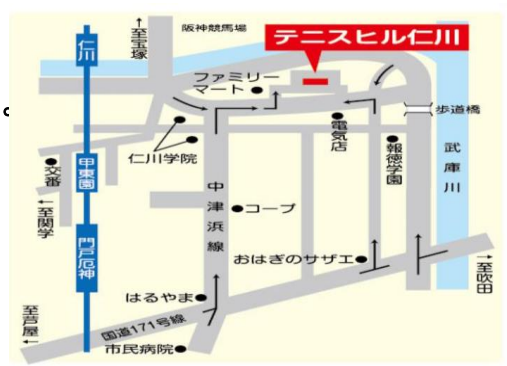 ↑至宝塚
阪神競馬場
テニスヒル仁川
仁川
ファミリー
マート
歩道橋
電気店
仁川学院
報徳学園
武庫川
交番
甲東園
←至関学
中津浜線
コープ
門戸厄神
おはぎのサザエ
→至吹田
はるやま
至芦屋←
国道171号線
市民病院